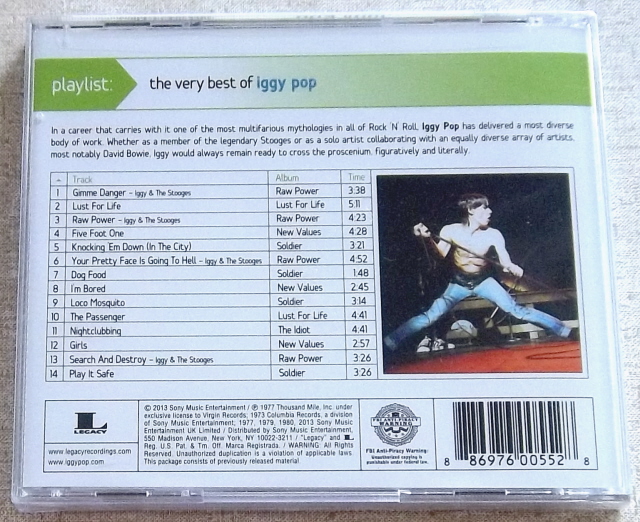 playlist: the very best of iggy pop
In a career that carries with it one of the most multifarious mythologies in all of Rock 'N' Roll, Iggy Pop has delivered a most diverse
body of work. Whether as a member of the legendary Stooges or as a solo artist collaborating with an equally diverse array of artists,
most notably David Bowie, Iggy would always remain ready to cross the proscenium, figuratively and literally.
Track Album Time
1 Gimme Danger – Iggy & The Stooges Raw Power 3:38
2 Lust For Life Lust For Life 5:11
3 Raw Power – Iggy & The Stooges Raw Power 4:23
4 Five Foot One New Values 4:28
5 Knocking 'Em Down (In The City) Soldier 3:21
6 Your Pretty Face Is Going To Hell – Iggy & The Stooges Raw Power 4:52
7 Dog Food Soldier 1:48
8 I'm Bored New Values 2:45
9 Loco Mosquito Soldier 3:14
10 The Passenger Lust For Life 4:41
11 Nightclubbing The Idiot 4:41
12 Girls New Values 2:57
13 Search And Destroy – Iggy & The Stooges Raw Power 3:26
14 Play It Safe Soldier 3:26
L
LEGACY
www.legacyrecordings.com
www.iggypop.com
© 2013 Sony Music Entertainment / ℗ 1977 Thousand Mile, Inc. under
exclusive license to Virgin Records; 1973 Columbia Records, a division
of Sony Music Entertainment; 1977, 1979, 1980, 2013 Sony Music
Entertainment UK Limited / Distributed by Sony Music Entertainment,
550 Madison Avenue, New York, NY 10022-3211 / "Legacy" and L
Reg. U.S. Pat. & Tm. Off. Marca Registrada. / WARNING: All Rights
Reserved. Unauthorized duplication is a violation of applicable laws.
This package consists of previously released material.
FBI ANTI-PIRACY
WARNING
FBI Anti-Piracy Warning:
Unauthorized copying is
punishable under federal law.
8 86976 00552 8